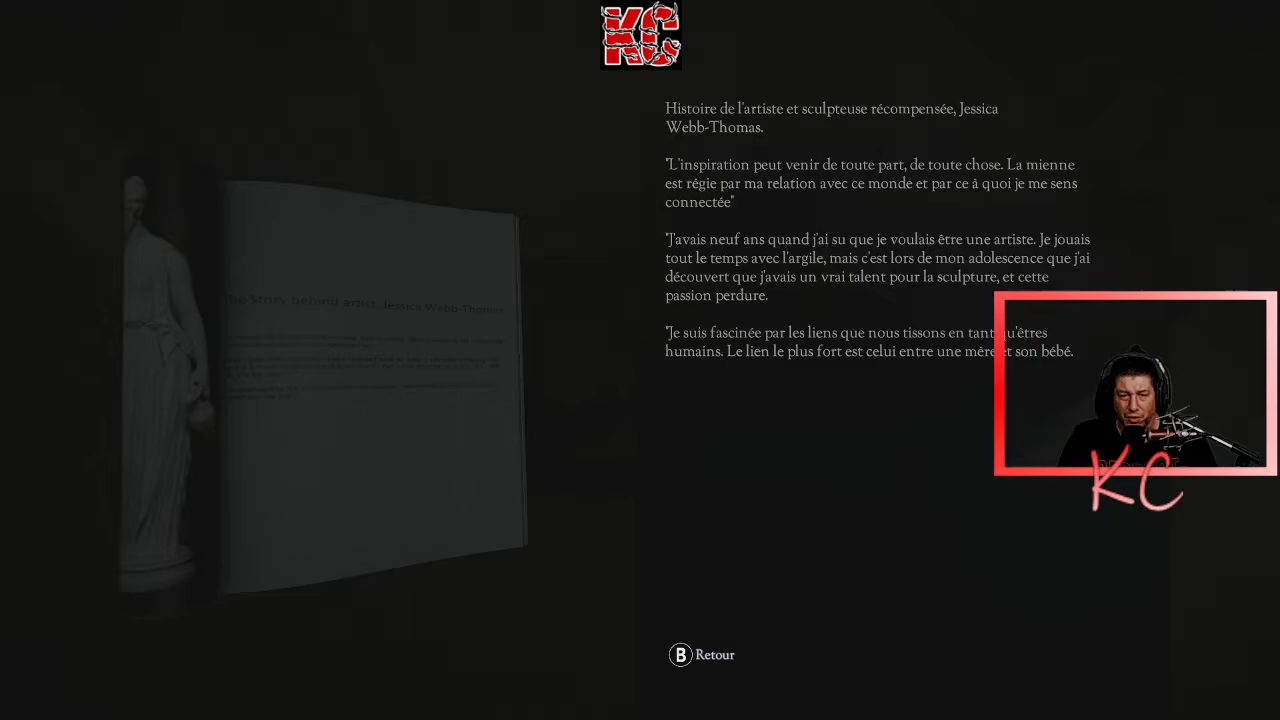 KC
Histoire de l'artiste et sculpteuse récompensée, Jessica
Webb-Thomas.
"L'inspiration peut venir de toute part, de toute chose. La mienne
est régie par ma relation avec ce monde et par ce à quoi je me sens
connectée"
"J'avais neuf ans quand j'ai su que je voulais être une artiste. Je jouais
tout le temps avec l'argile, mais c'est lors de mon adolescence que j'ai
découvert que j'avais un vrai talent pour la sculpture, et cette
passion perdure.
"Je suis fascinée par les liens que nous tissons en tant qu'êtres
humains. Le lien le plus fort est celui entre une mère et son bébé.
The Story behind artist, Jessica Webb-Thomas
KC
B Retour